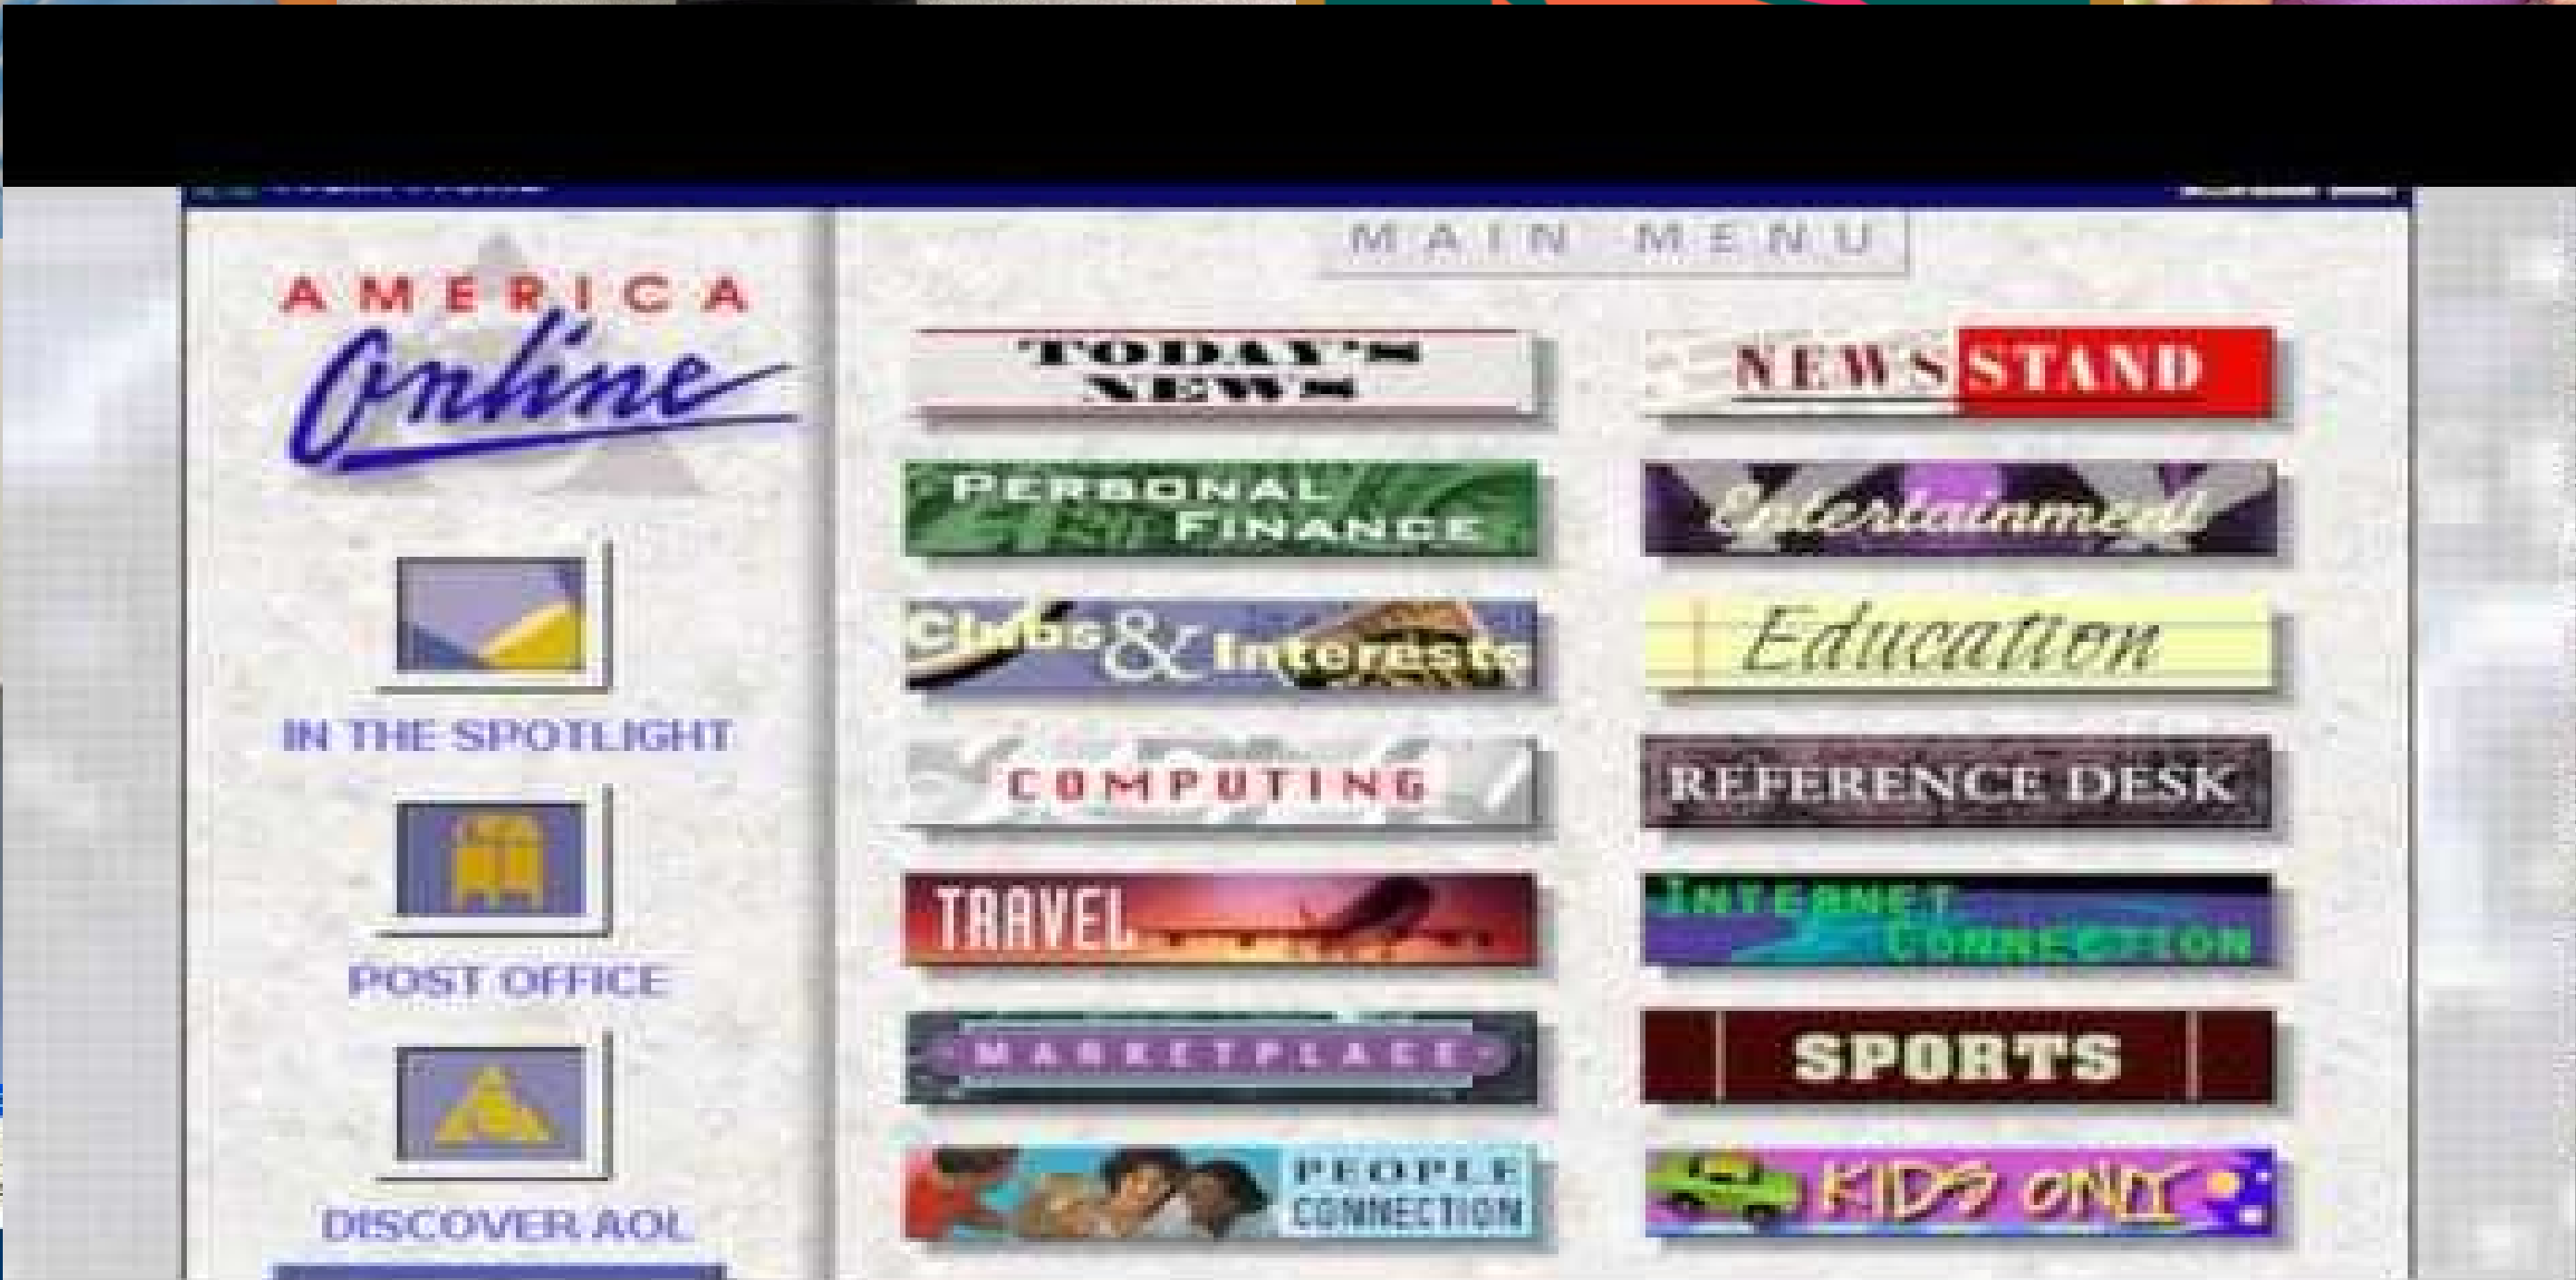 MAIN MENU
AMERICA
Online
IN THE SPOTLIGHT
POST OFFICE
DISCOVER AOL
TODAY'S
NEWS
NEWSSTAND
PERSONAL
FINANCE
Entertainment
Clubs & Interests
Education
COMPUTING
REFERENCE DESK
TRAVEL
INTERNET
CONNECTION
MARKETPLACE
SPORTS
PEOPLE
CONNECTION
KIDS ONLY